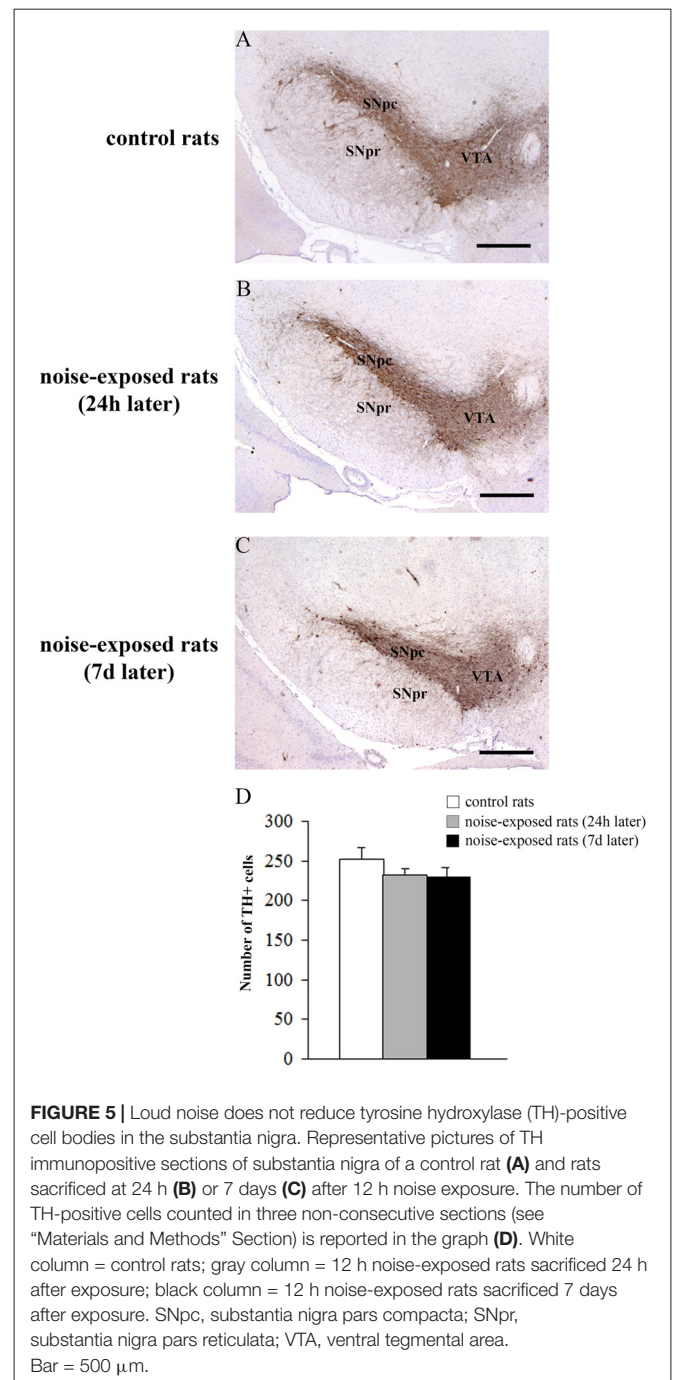 A
SNpc
SNpr
VTA
control rats
B
SNpc
SNpr
VTA
noise-exposed rats
(24h later)
C
SNpc
SNpr
VTA
noise-exposed rats
(7d later)
D
control rats
noise-exposed rats (24h later)
noise-exposed rats (7d later)
Number of TH+ cells
300
250
200
150
100
50
0
FIGURE 5 | Loud noise does not reduce tyrosine hydroxylase (TH)-positive
cell bodies in the substantia nigra. Representative pictures of TH
immunopositive sections of substantia nigra of a control rat (A) and rats
sacrificed at 24 h (B) or 7 days (C) after 12 h noise exposure. The number of
TH-positive cells counted in three non-consecutive sections (see
“Materials and Methods” Section) is reported in the graph (D). White
column = control rats; gray column = 12 h noise-exposed rats sacrificed 24 h
after exposure; black column = 12 h noise-exposed rats sacrificed 7 days
after exposure. SNpc, substantia nigra pars compacta; SNpr,
substantia nigra pars reticulata; VTA, ventral tegmental area.
Bar = 500 μm.